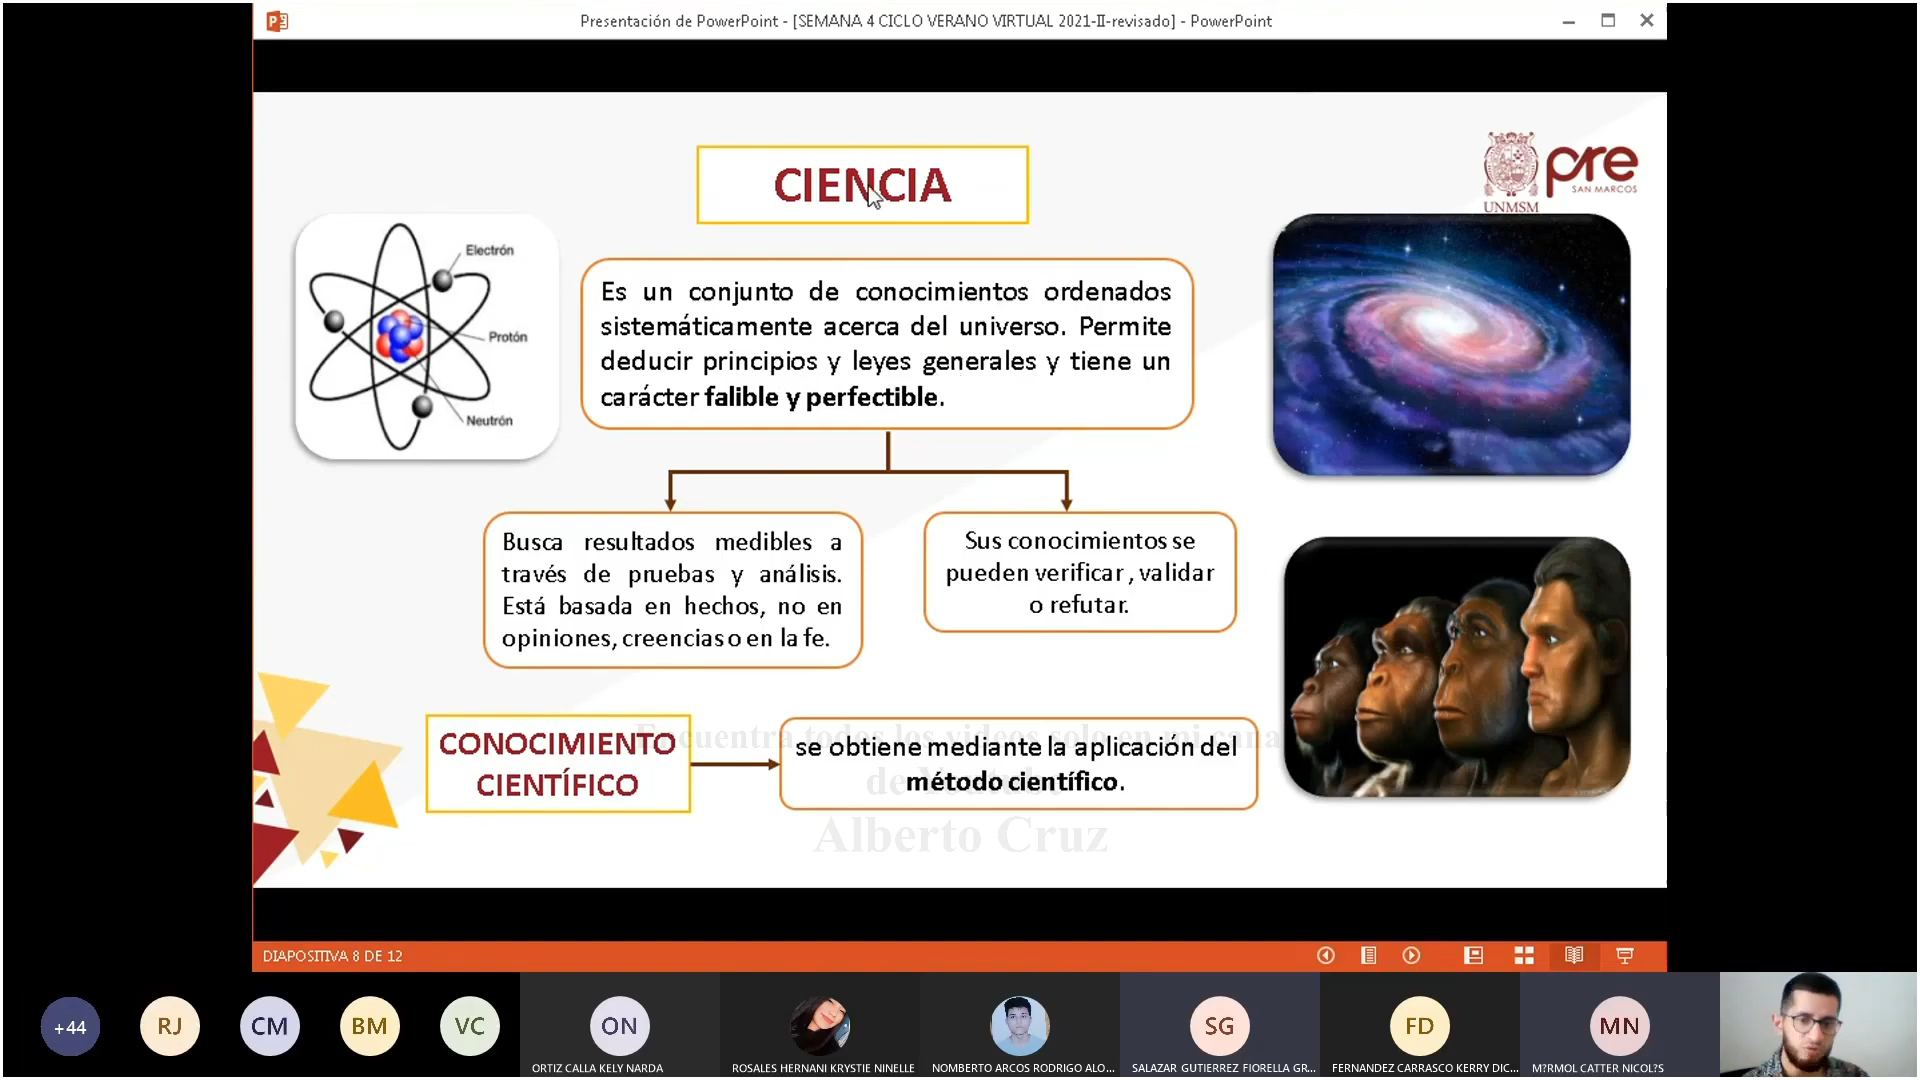 Presentación de PowerPoint - [SEMANA 4 CICLO VERANO VIRTUAL 2021-II-revisado] - PowerPoint
CIENCIA
pre
SAN MARCOS
UNMSM
Electrón
Protón
Neutrón
Es un conjunto de conocimientos ordenados
sistemáticamente acerca del universo. Permite
deducir principios y leyes generales y tiene un
carácter falible y perfectible.
Busca resultados medibles a
través de pruebas y análisis.
Está basada en hechos, no en
opiniones, creencias o en la fe.
Sus conocimientos se
pueden verificar , validar
o refutar.
CONOCIMIENTO
CIENTÍFICO
se obtiene mediante la aplicación del
método científico.
Encuentra todos los videos solo en mi cana
de
Alberto Cruz
DIAPOSITIVA 8 DE 12
+44
RJ
CM
BM
VC
ON
SG
FD
MN
ORTIZ CALLA KELY NARDA
ROSALES HERNANI KRYSTIE NINELLE
NOMBERTO ARCOS RODRIGO ALO...
SALAZAR GUTIERREZ FIORELLA GR...
FERNANDEZ CARRASCO KERRY DIC...
M?RMOL CATTER NICOL?S